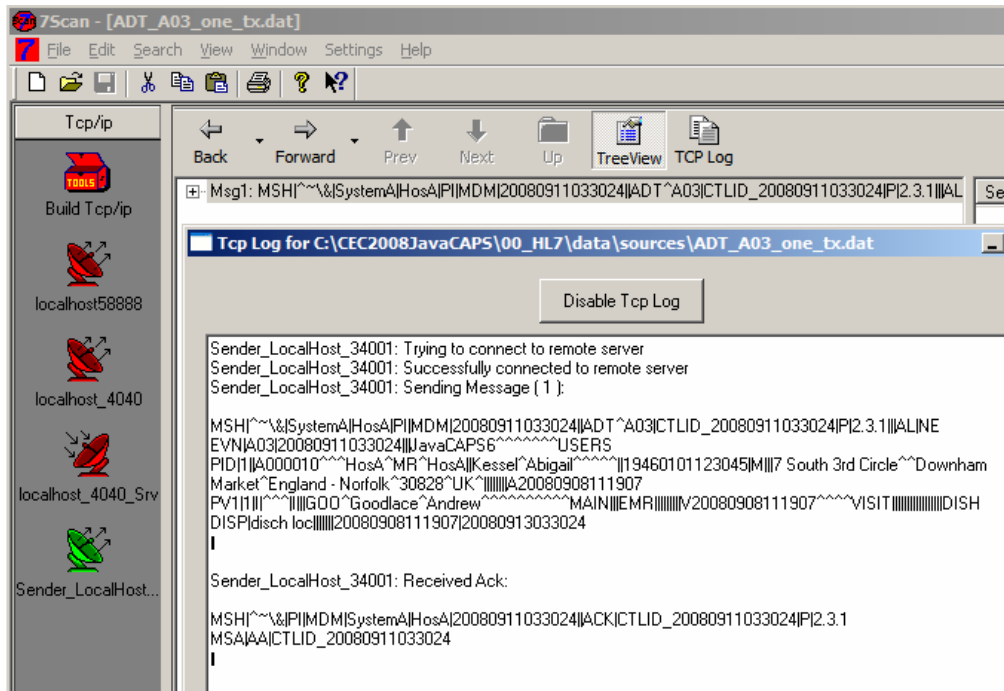 7Scan - [ADT_A03_one_tx.dat]
File Edit Search View Window Settings Help
Tcp/ip
Back Forward Prev Next Up TreeView TCP Log
TOOLS
Build Tcp/ip
Msg1: MSH|^~\&|SystemA|HosA|PI|MDM|20080911033024||ADT^A03|CTLID_20080911033024|P|2.3.1|||AL
Se
Tcp Log for C:\CEC2008JavaCAPS\00_HL7\data\sources\ADT_A03_one_tx.dat
localhost58888
Disable Tcp Log
localhost_4040
localhost_4040_Srv
Sender_LocalHost...
Sender_LocalHost_34001: Trying to connect to remote server
Sender_LocalHost_34001: Successfully connected to remote server
Sender_LocalHost_34001: Sending Message ( 1 ):
MSH|^~\&|SystemA|HosA|PI|MDM|20080911033024||ADT^A03|CTLID_20080911033024|P|2.3.1|||AL|NE
EVN|A03|20080911033024|||JavaCAPS6^^^^^^^USERS
PID|1||A000010^^^HosA^MR^HosA||Kessel^Abigail^^^^^||19460101123045|M|||7 South 3rd Circle^^Downham
Market^England - Norfolk^30828^UK^|||||||A20080908111907
PV1|1|I|^^^|||||GOO^Goodlace^Andrew^^^^^^^^^^MAIN|||EMR||||||||V20080908111907^^^^VISIT|||||||||||||||||DISH
DISP|disch loc||||||20080908111907|20080913033024
Sender_LocalHost_34001: Received Ack:
MSH|^~\&|PI|MDM|SystemA|HosA|20080911033024||ACK|CTLID_20080911033024|P|2.3.1
MSA|AA|CTLID_20080911033024